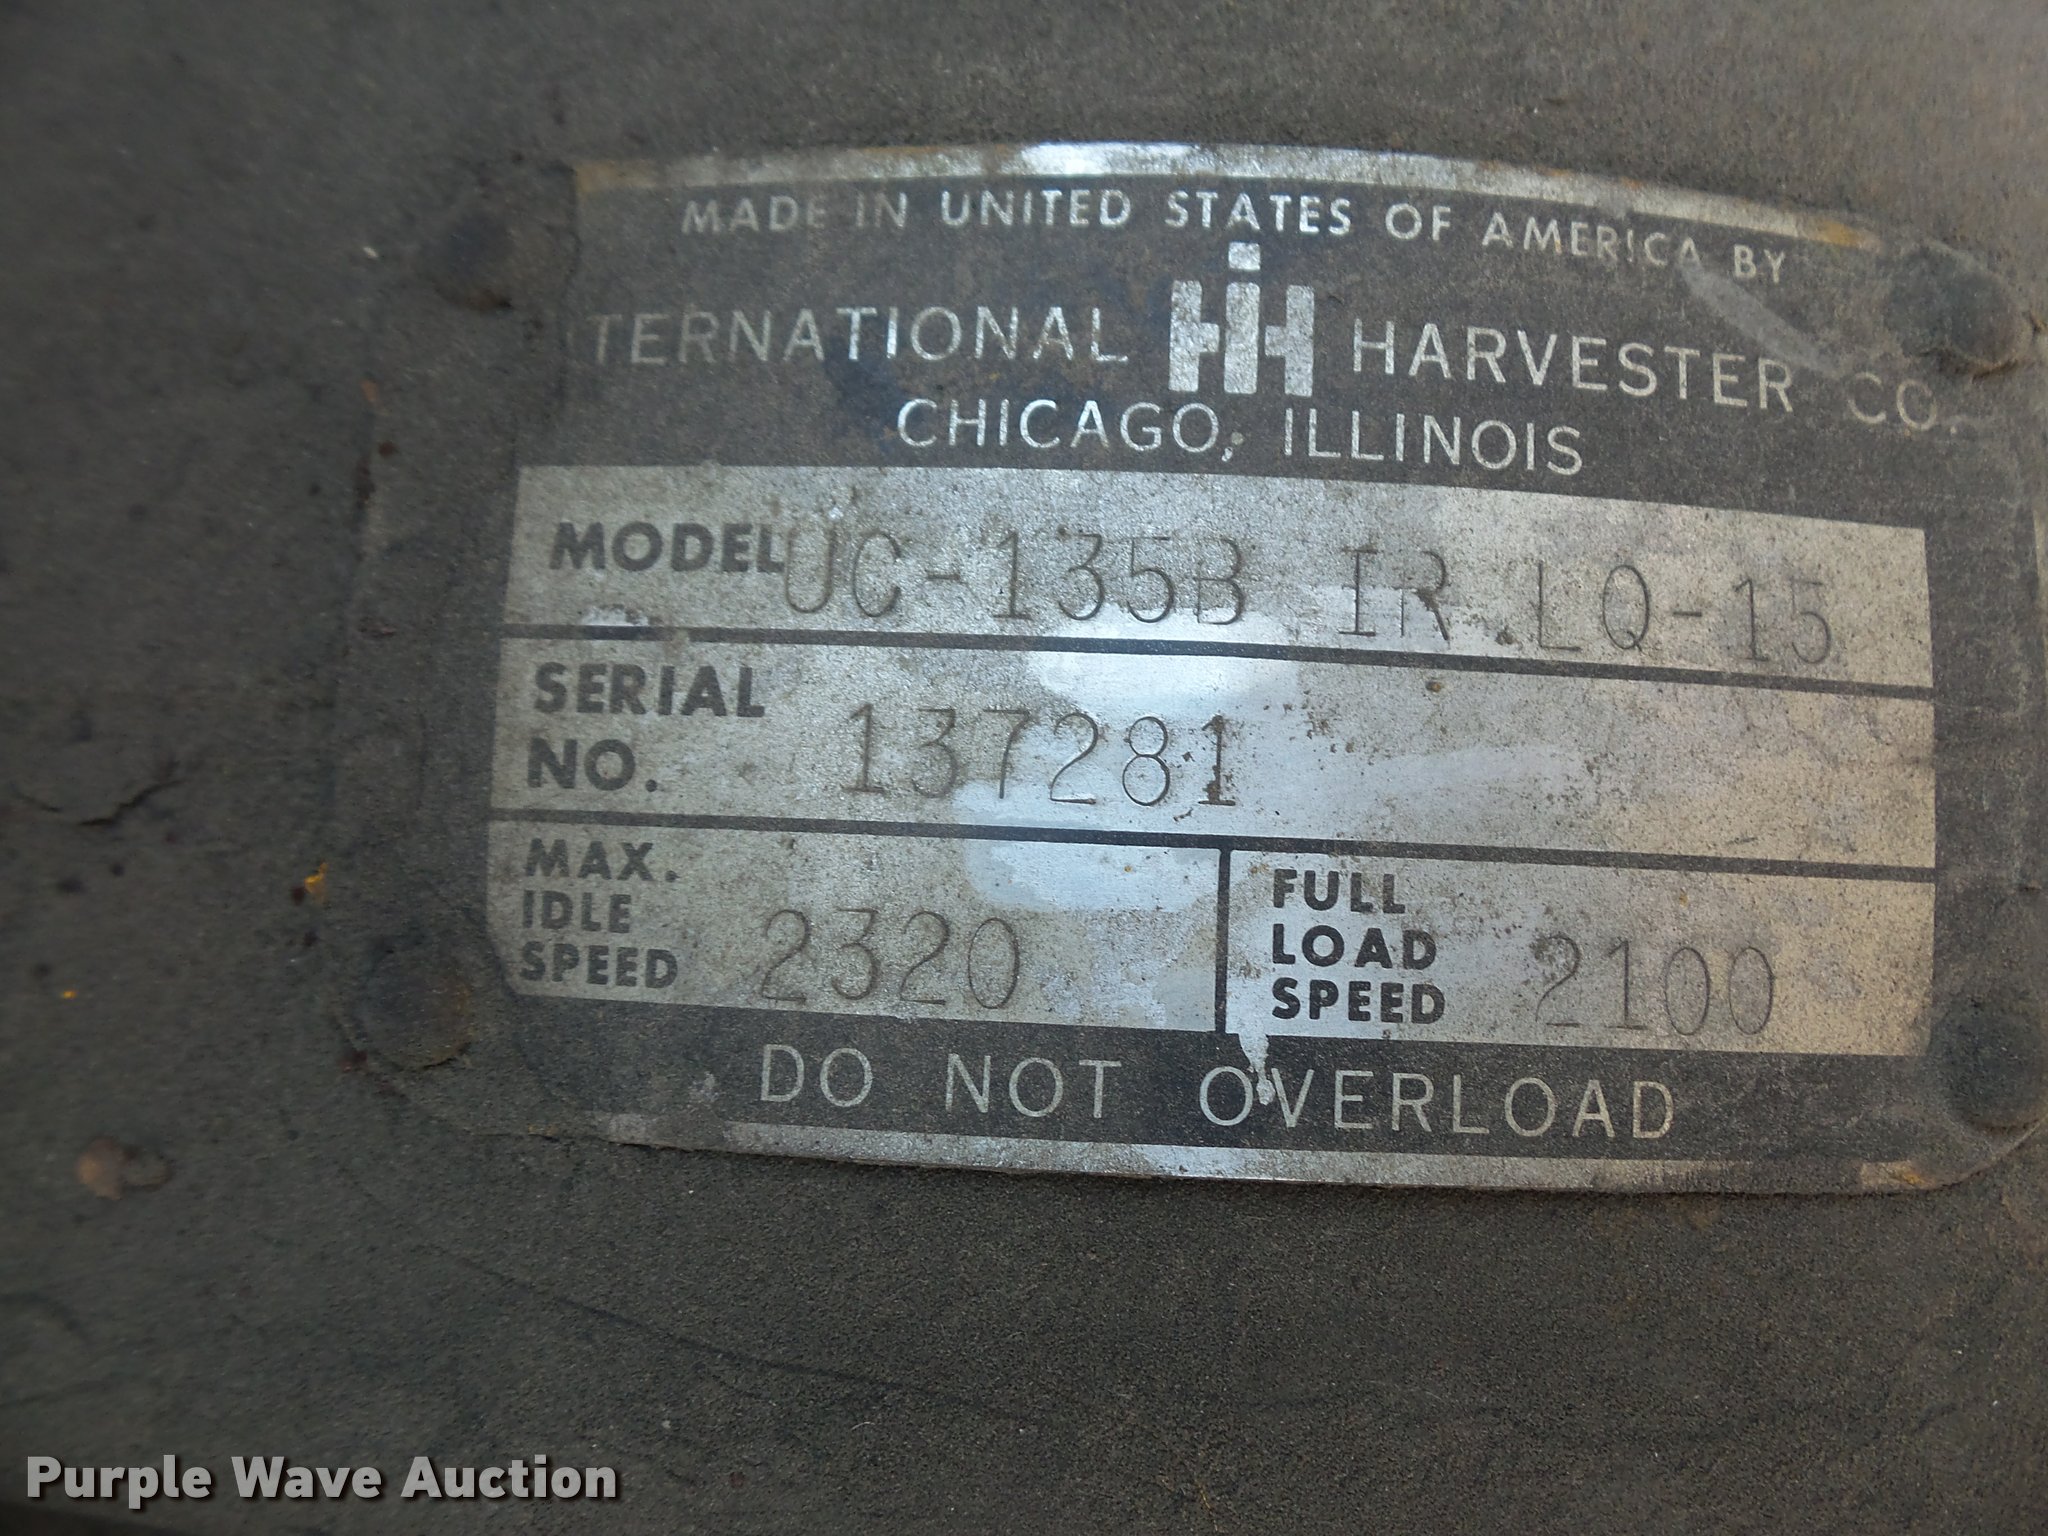 MADE IN UNITED STATES OF AMERICA BY
TERNATIONAL IH HARVESTER CO.
CHICAGO, ILLINOIS
MODEL UC-135B IR LQ-15
SERIAL NO. 137281
MAX. IDLE SPEED 2320
FULL LOAD SPEED 2100
DO NOT OVERLOAD
Purple Wave Auction